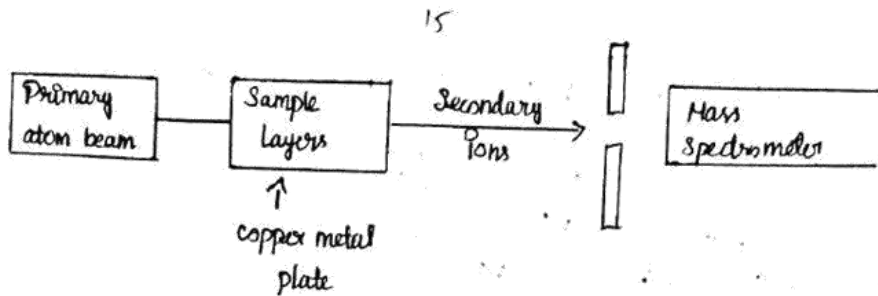 15
Primary
atom beam
Sample
Layers
Secondary
Ions
Mass
Spectrometer
copper metal
plate